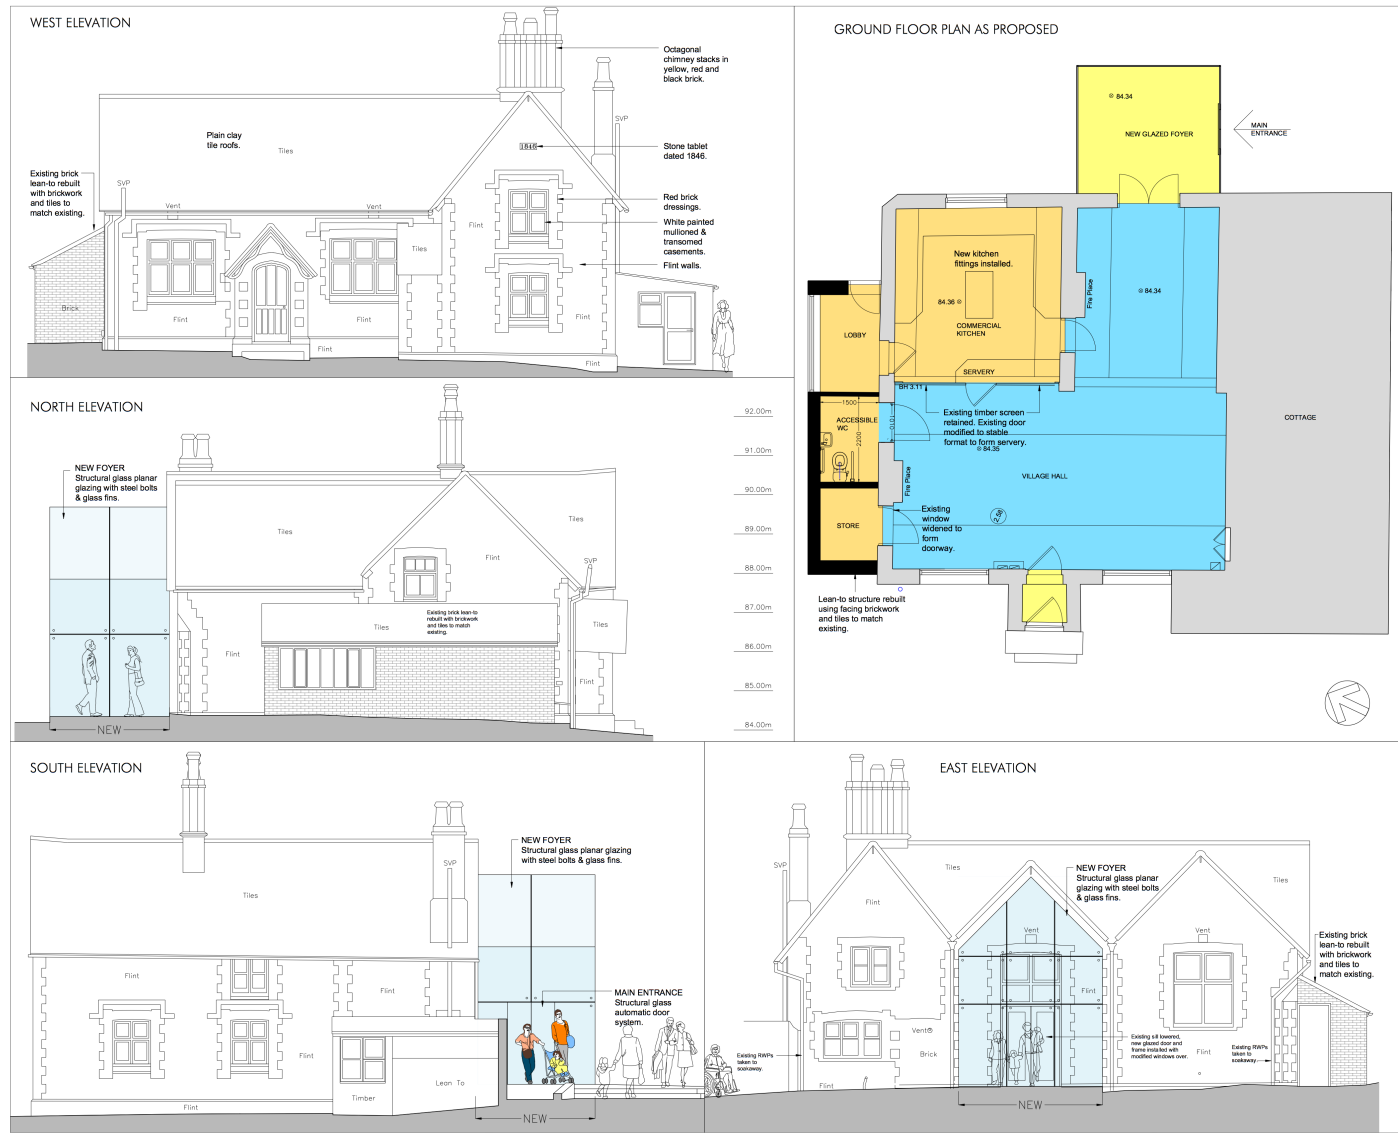 WEST ELEVATION
Octagonal
chimney stacks in
yellow, red and
black brick.
SVP
Plain clay
tile roofs.
Tiles
1846
Stone tablet
dated 1846.
Existing brick
lean-to rebuilt
with brickwork
and tiles to
match existing.
SVP
Vent
Vent
Red brick
dressings.
White painted
mullioned &
transomed
casements.
Flint
Tiles
Flint walls.
Brick
Flint
Flint
Flint
Flint
Flint
NORTH ELEVATION
92.00m
91.00m
90.00m
89.00m
88.00m
87.00m
86.00m
85.00m
84.00m
NEW FOYER
Structural glass planar
glazing with steel bolts
& glass fins.
Tiles
Tiles
Flint
SVP
Existing brick lean-to
rebuilt with brickwork
and tiles to match
existing.
Tiles
Tiles
Flint
Flint
NEW
GROUND FLOOR PLAN AS PROPOSED
84.34
NEW GLAZED FOYER
MAIN
ENTRANCE
New kitchen
fittings installed.
84.36
COMMERCIAL
KITCHEN
Fire Place
84.34
LOBBY
SERVERY
BH 3.11
1500
ACCESSIBLE
WC
1010
2200
Existing timber screen
retained. Existing door
modified to stable
format to form servery.
84.35
COTTAGE
Fire Place
VILLAGE HALL
Existing
window
widened to
form
doorway.
2.58
STORE
Lean-to structure rebuilt
using facing brickwork
and tiles to match
existing.
SOUTH ELEVATION
NEW FOYER
Structural glass planar glazing
with steel bolts & glass fins.
SVP
Tiles
Flint
Flint
MAIN ENTRANCE
Structural glass
automatic door
system.
Flint
Lean To
Timber
Flint
NEW
EAST ELEVATION
SVP
Tiles
NEW FOYER
Structural glass planar
glazing with steel bolts
& glass fins.
Tiles
Flint
Vent
Vent
Existing brick
lean-to rebuilt
with brickwork
and tiles to
match existing.
Flint
Vent
Brick
Existing sill lowered,
new glazed door and
frame installed with
modified windows over.
Existing RWPs
taken to
soakaway.
Existing RWPs
taken to
soakaway.
Flint
Flint
NEW